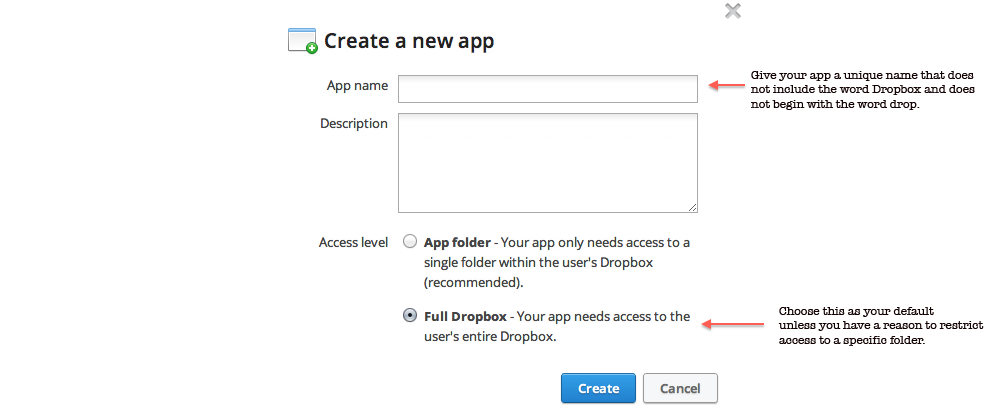 Create a new app
App name
Give your app a unique name that does
not include the word Dropbox and does
not begin with the word drop.
Description
Access level
App folder - Your app only needs access to a
single folder within the user's Dropbox
(recommended).
Full Dropbox - Your app needs access to the
user's entire Dropbox.
Choose this as your default
unless you have a reason to restrict
access to a specific folder.
Create
Cancel